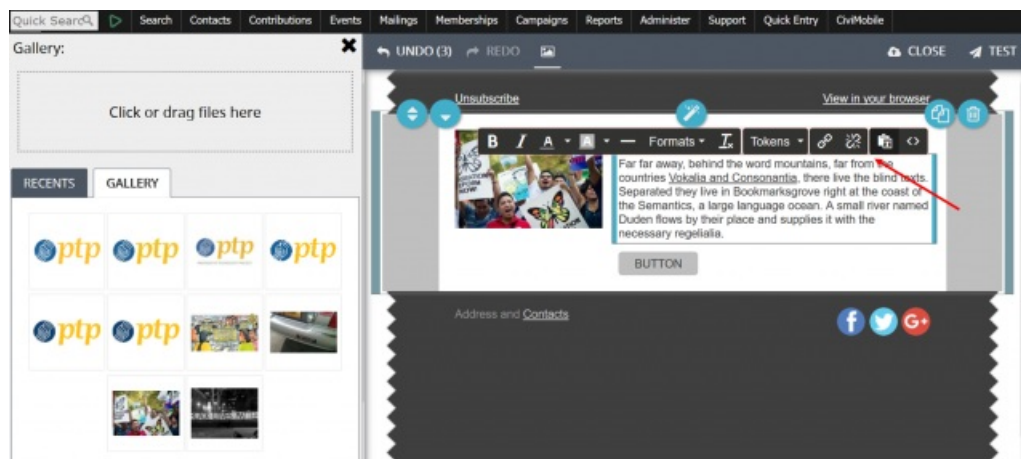 Quick Search
Search Contacts Contributions Events Mailings Memberships Campaigns Reports Administer Support Quick Entry CiviMobile
Gallery:
UNDO (3) REDO
CLOSE TEST
Click or drag files here
RECENTS GALLERY
ptp ptp ptp ptp
ptp ptp
Unsubscribe View in your browser
B I A A Formats Tx Tokens
Far far away, behind the word mountains, far from the
countries Vokalia and Consonantia, there live the blind texts.
Separated they live in Bookmarksgrove right at the coast of
the Semantics, a large language ocean. A small river named
Duden flows by their place and supplies it with the
necessary regelialia.
BUTTON
Address and Contacts
f G+